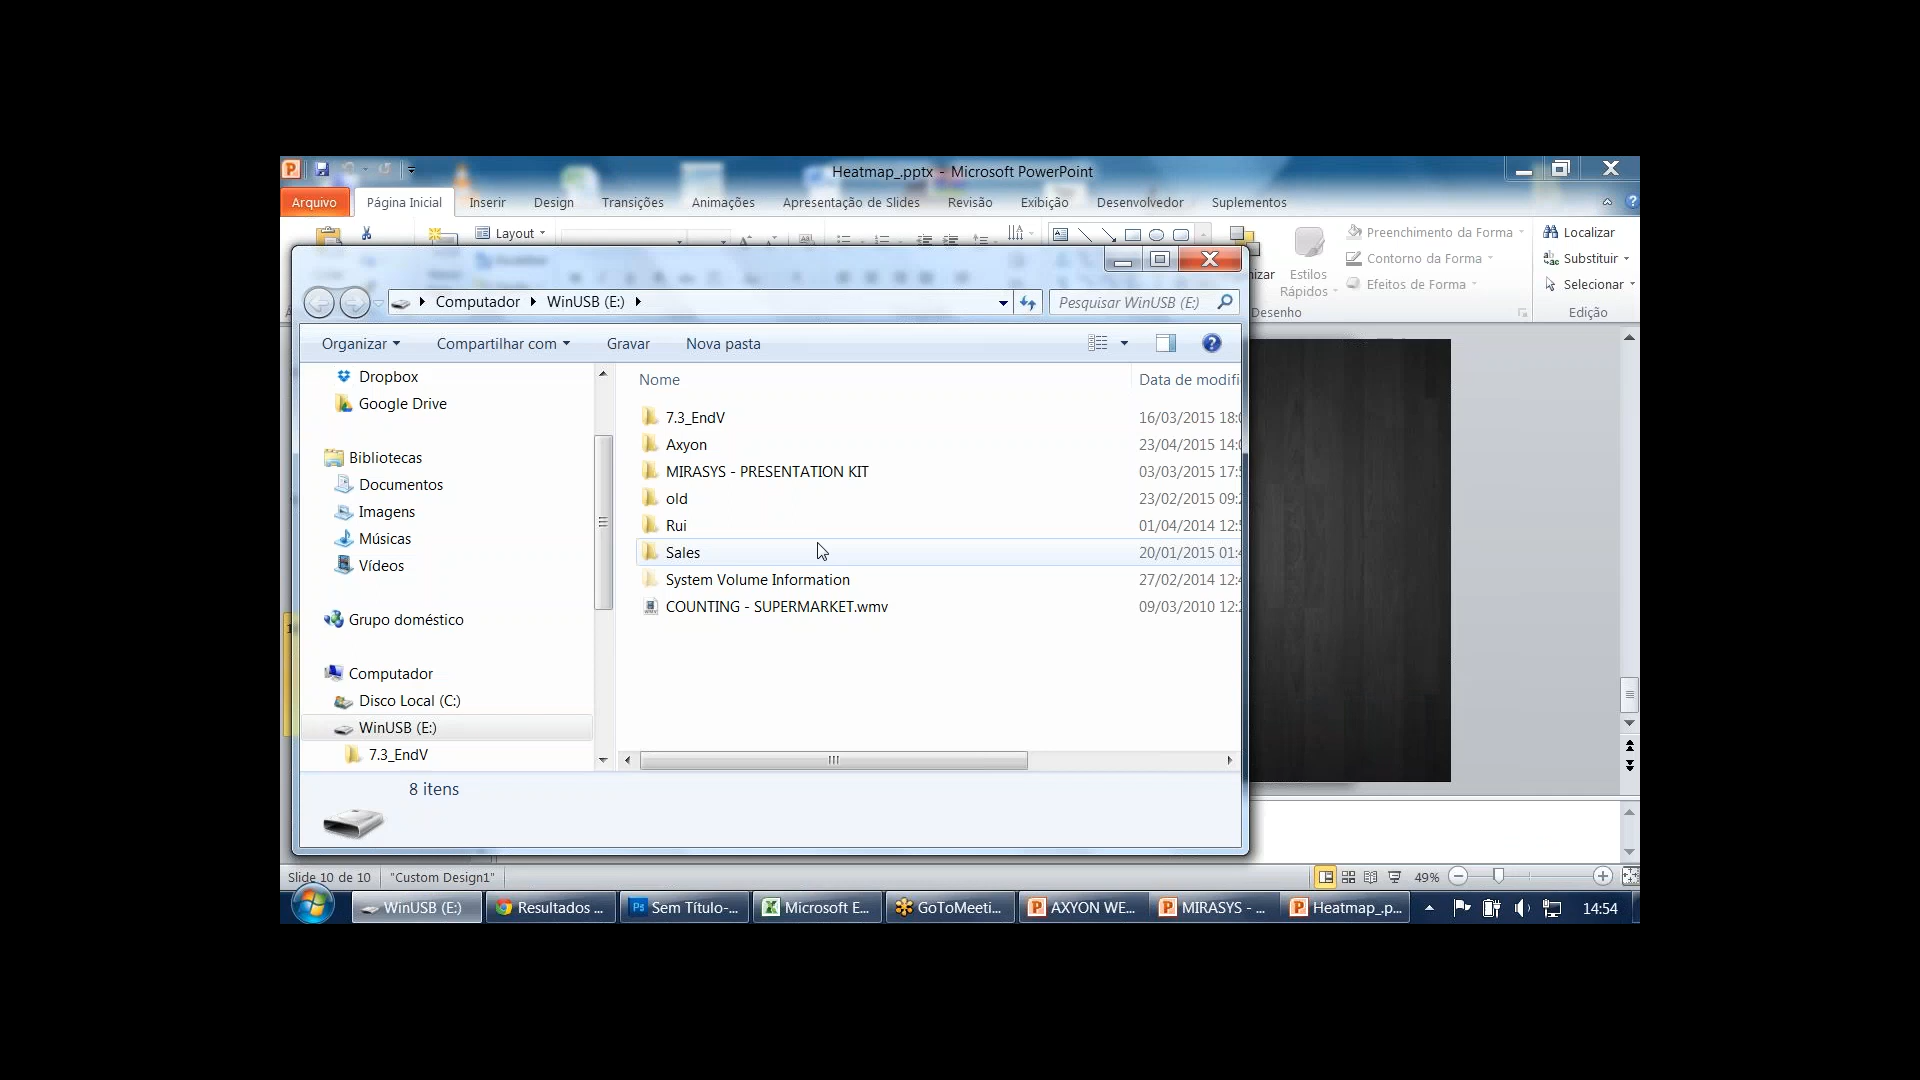 Heatmap_.pptx - Microsoft PowerPoint
Arquivo Página Inicial Inserir Design Transições Animações Apresentação de Slides Revisão Exibição Desenvolvedor Suplementos
Layout
Preenchimento da Forma
Contorno da Forma
Efeitos de Forma
Estilos
Rápidos
Desenho
Localizar
Substituir
Selecionar
Edição
Computador WinUSB (E:)
Pesquisar WinUSB (E:)
Organizar Compartilhar com Gravar Nova pasta
Dropbox
Google Drive
Bibliotecas
Documentos
Imagens
Músicas
Vídeos
Grupo doméstico
Computador
Disco Local (C:)
WinUSB (E:)
7.3_EndV
Nome Data de modifi
7.3_EndV 16/03/2015 18:
Axyon 23/04/2015 14:
MIRASYS - PRESENTATION KIT 03/03/2015 17:
old 23/02/2015 09:
Rui 01/04/2014 12:
Sales 20/01/2015 01:
System Volume Information 27/02/2014 12:
COUNTING - SUPERMARKET.wmv 09/03/2010 12:
8 itens
Slide 10 de 10 "Custom Design1" 49%
WinUSB (E:) Resultados ... Sem Título-... Microsoft E... GoToMeeti... AXYON WE... MIRASYS - ... Heatmap_.p... 14:54